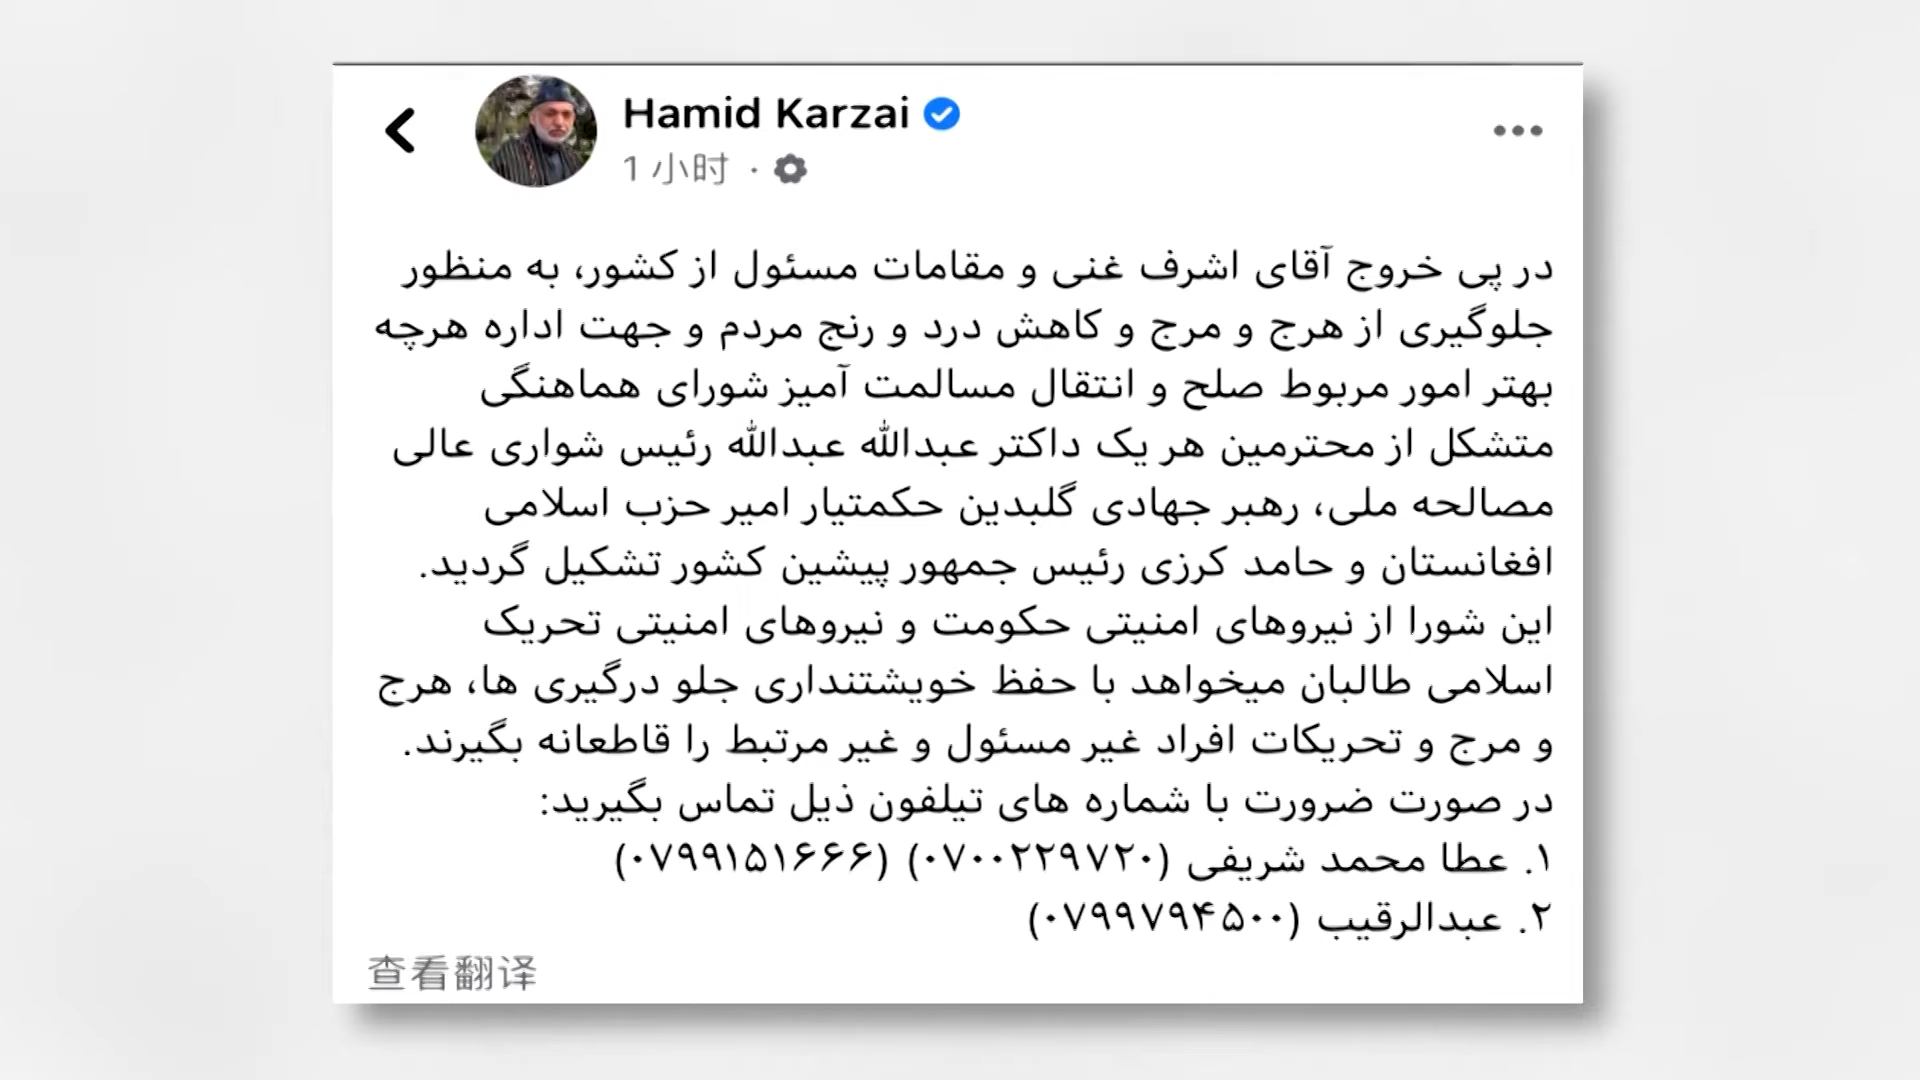 Hamid Karzai
1 小时 ·
در پی خروج آقای اشرف غنی و مقامات مسئول از کشور، به منظور
جلوگیری از هرج و مرج و کاهش درد و رنج مردم و جهت اداره هرچه
بهتر امور مربوط صلح و انتقال مسالمت آمیز شورای هماهنگی
متشکل از محترمین هر یک داکتر عبدالله عبدالله رئیس شواری عالی
مصالحه ملی، رهبر جهادی گلبدین حکمتیار امیر حزب اسلامی
افغانستان و حامد کرزی رئیس جمهور پیشین کشور تشکیل گردید.
این شورا از نیروهای امنیتی حکومت و نیروهای امنیتی تحریک
اسلامی طالبان میخواهد با حفظ خویشتنداری جلو درگیری ها، هرج
و مرج و تحریکات افراد غیر مسئول و غیر مرتبط را قاطعانه بگیرند.
در صورت ضرورت با شماره های تیلفون ذیل تماس بگیرید:
۱. عطا محمد شریفی (۰۷۰۰۲۲۹۷۲۰) (۰۷۹۹۱۵۱۶۶۶)
۲. عبدالرقیب (۰۷۹۹۷۹۴۵۰۰)
查看翻译